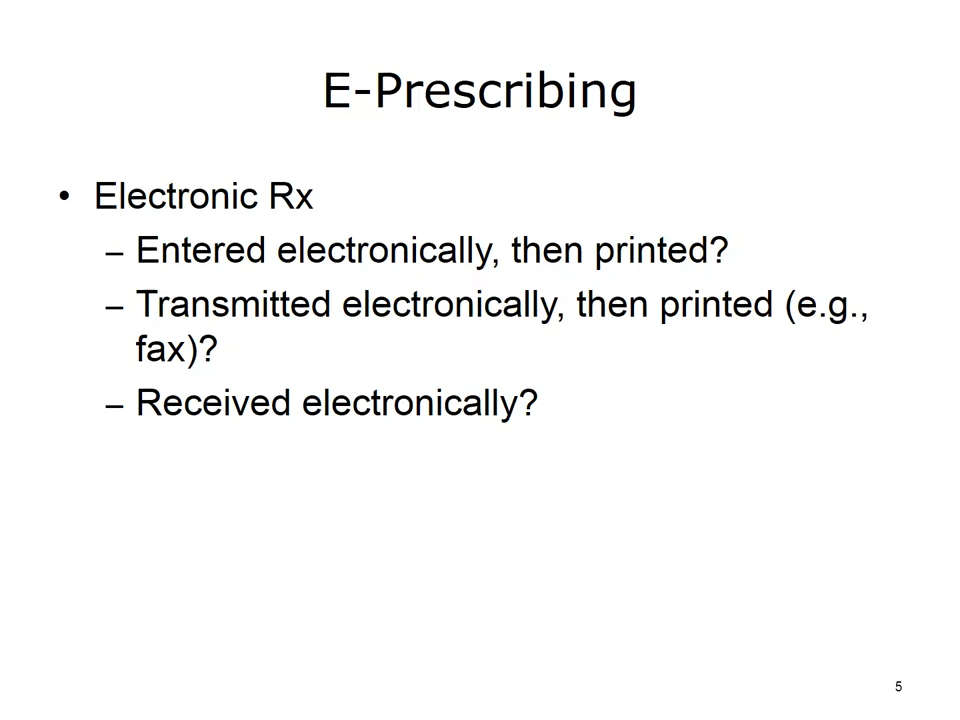 E-Prescribing
• Electronic Rx
– Entered electronically, then printed?
– Transmitted electronically, then printed (e.g.,
fax)?
– Received electronically?
5